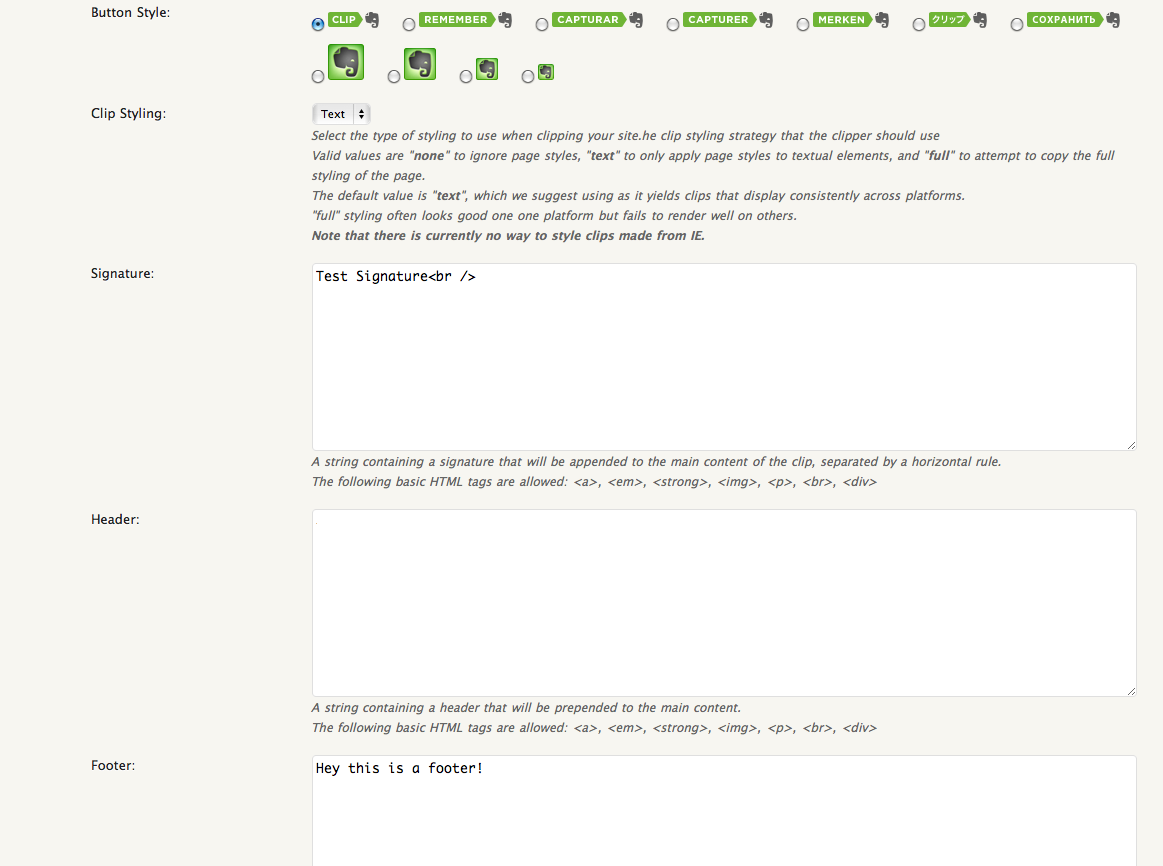 Button Style:
CLIP REMEMBER CAPTURAR CAPTURER MERKEN クリップ СОХРАНИТЬ
Clip Styling:
Text
Select the type of styling to use when clipping your site.he clip styling strategy that the clipper should use
Valid values are "none" to ignore page styles, "text" to only apply page styles to textual elements, and "full" to attempt to copy the full
styling of the page.
The default value is "text", which we suggest using as it yields clips that display consistently across platforms.
"full" styling often looks good one one platform but fails to render well on others.
Note that there is currently no way to style clips made from IE.
Signature:
Test Signature<br />
A string containing a signature that will be appended to the main content of the clip, separated by a horizontal rule.
The following basic HTML tags are allowed: <a>, <em>, <strong>, <img>, <p>, <br>, <div>
Header:
A string containing a header that will be prepended to the main content.
The following basic HTML tags are allowed: <a>, <em>, <strong>, <img>, <p>, <br>, <div>
Footer:
Hey this is a footer!